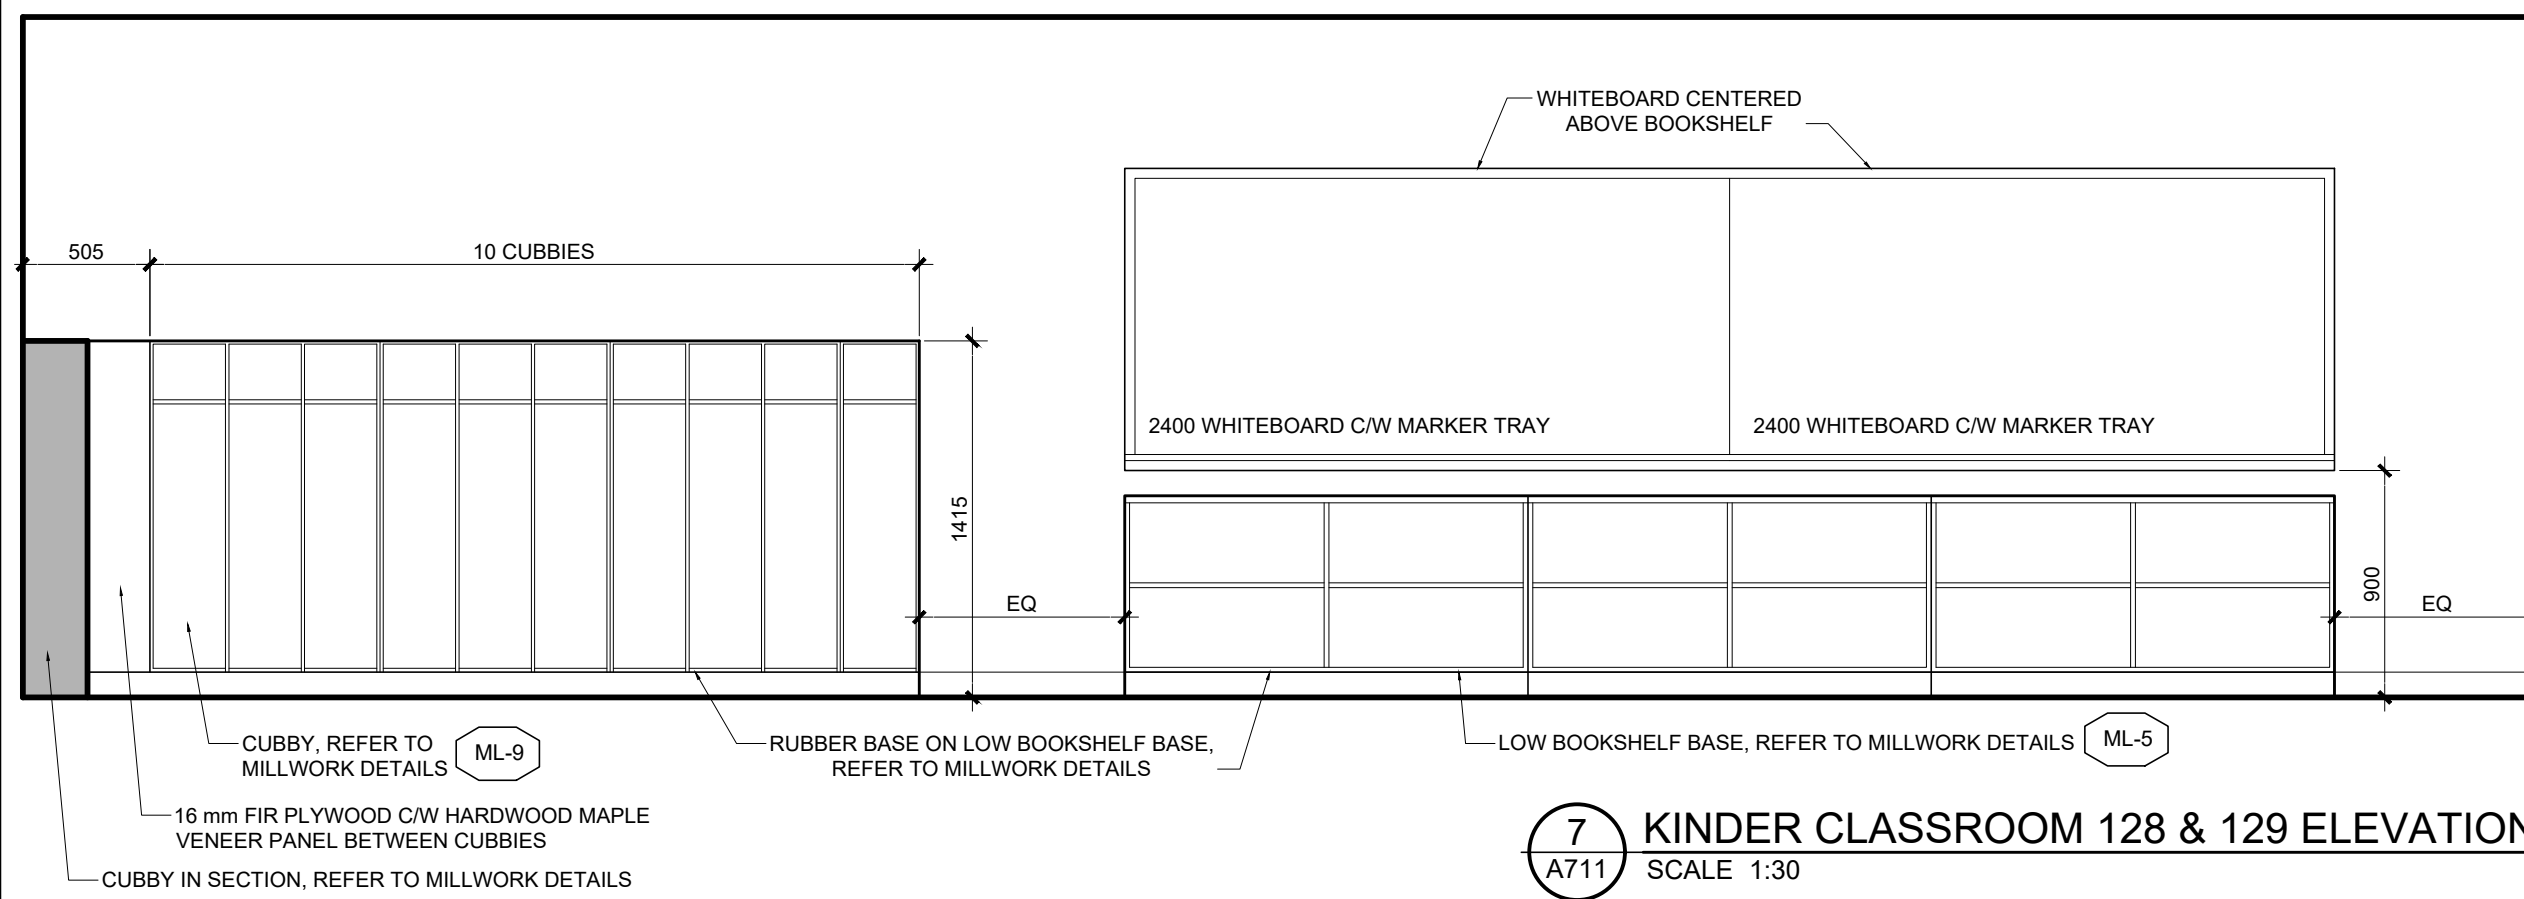 WHITEBOARD CENTERED
ABOVE BOOKSHELF
505
10 CUBBIES
2400 WHITEBOARD C/W MARKER TRAY
2400 WHITEBOARD C/W MARKER TRAY
1415
900
EQ
EQ
CUBBY, REFER TO
MILLWORK DETAILS
ML-9
RUBBER BASE ON LOW BOOKSHELF BASE,
REFER TO MILLWORK DETAILS
LOW BOOKSHELF BASE, REFER TO MILLWORK DETAILS
ML-5
16 mm FIR PLYWOOD C/W HARDWOOD MAPLE
VENEER PANEL BETWEEN CUBBIES
CUBBY IN SECTION, REFER TO MILLWORK DETAILS
7
A711
KINDER CLASSROOM 128 & 129 ELEVATION
SCALE 1:30